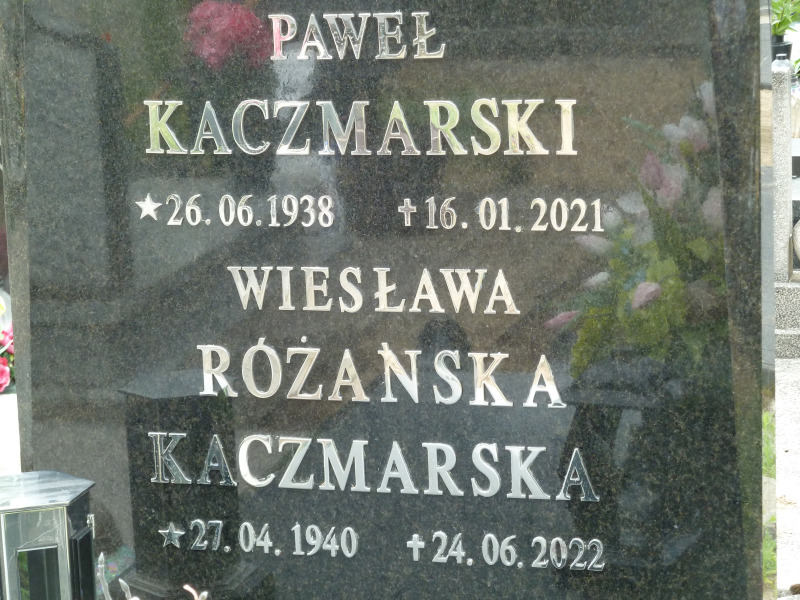 PAWEŁ
KACZMARSKI
★26.06.1938 ✝16.01.2021
WIESŁAWA
RÓŻAŃSKA
KACZMARSKA
★27.04.1940 ✝24.06.2022